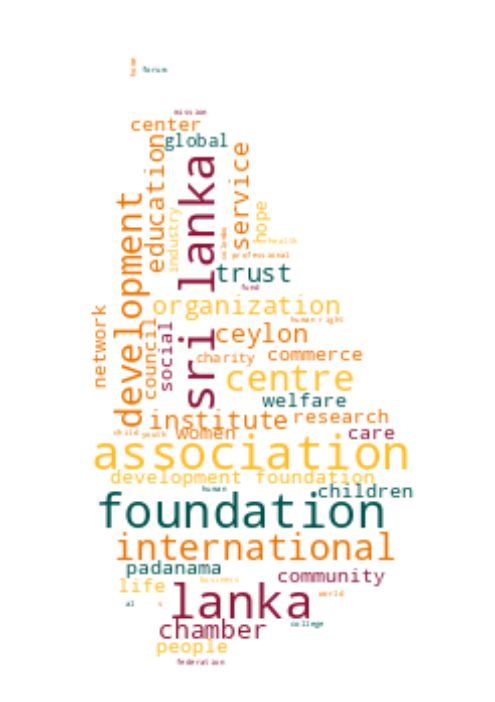 home
forum
mission
center
global
education
service
sri lanka
development
industry
hope
health
professional
colombo
trust
fund
organization
human right
network
council
social
ceylon
charity
commerce
centre
welfare
institute
research
child
youth
women
care
association
development foundation
human
children
foundation
international
padanama
community
life
business
world
al
s
lanka
college
chamber
people
federation